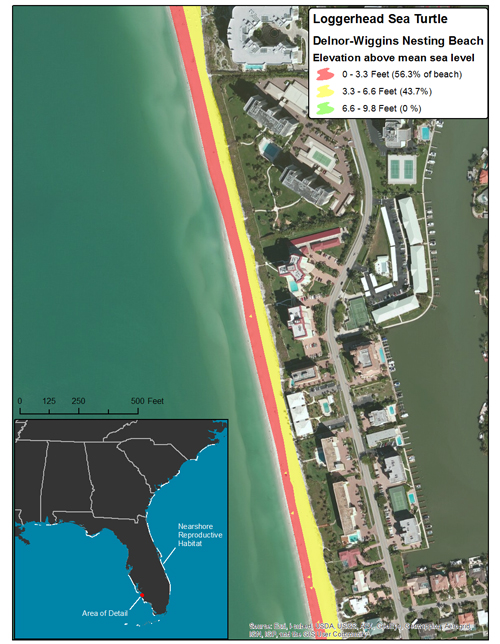 Loggerhead Sea Turtle
Delnor-Wiggins Nesting Beach
Elevation above mean sea level
0 - 3.3 Feet (56.3% of beach)
3.3 - 6.6 Feet (43.7%)
6.6 - 9.8 Feet (0 %)
0 125 250 500 Feet
Nearshore
Reproductive
Habitat
Area of Detail